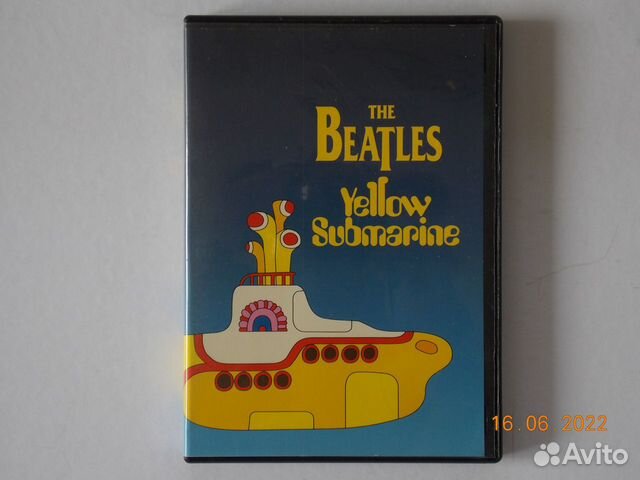 THE
BEATLES
Yellow
Submarine
16.06 2022
Avito